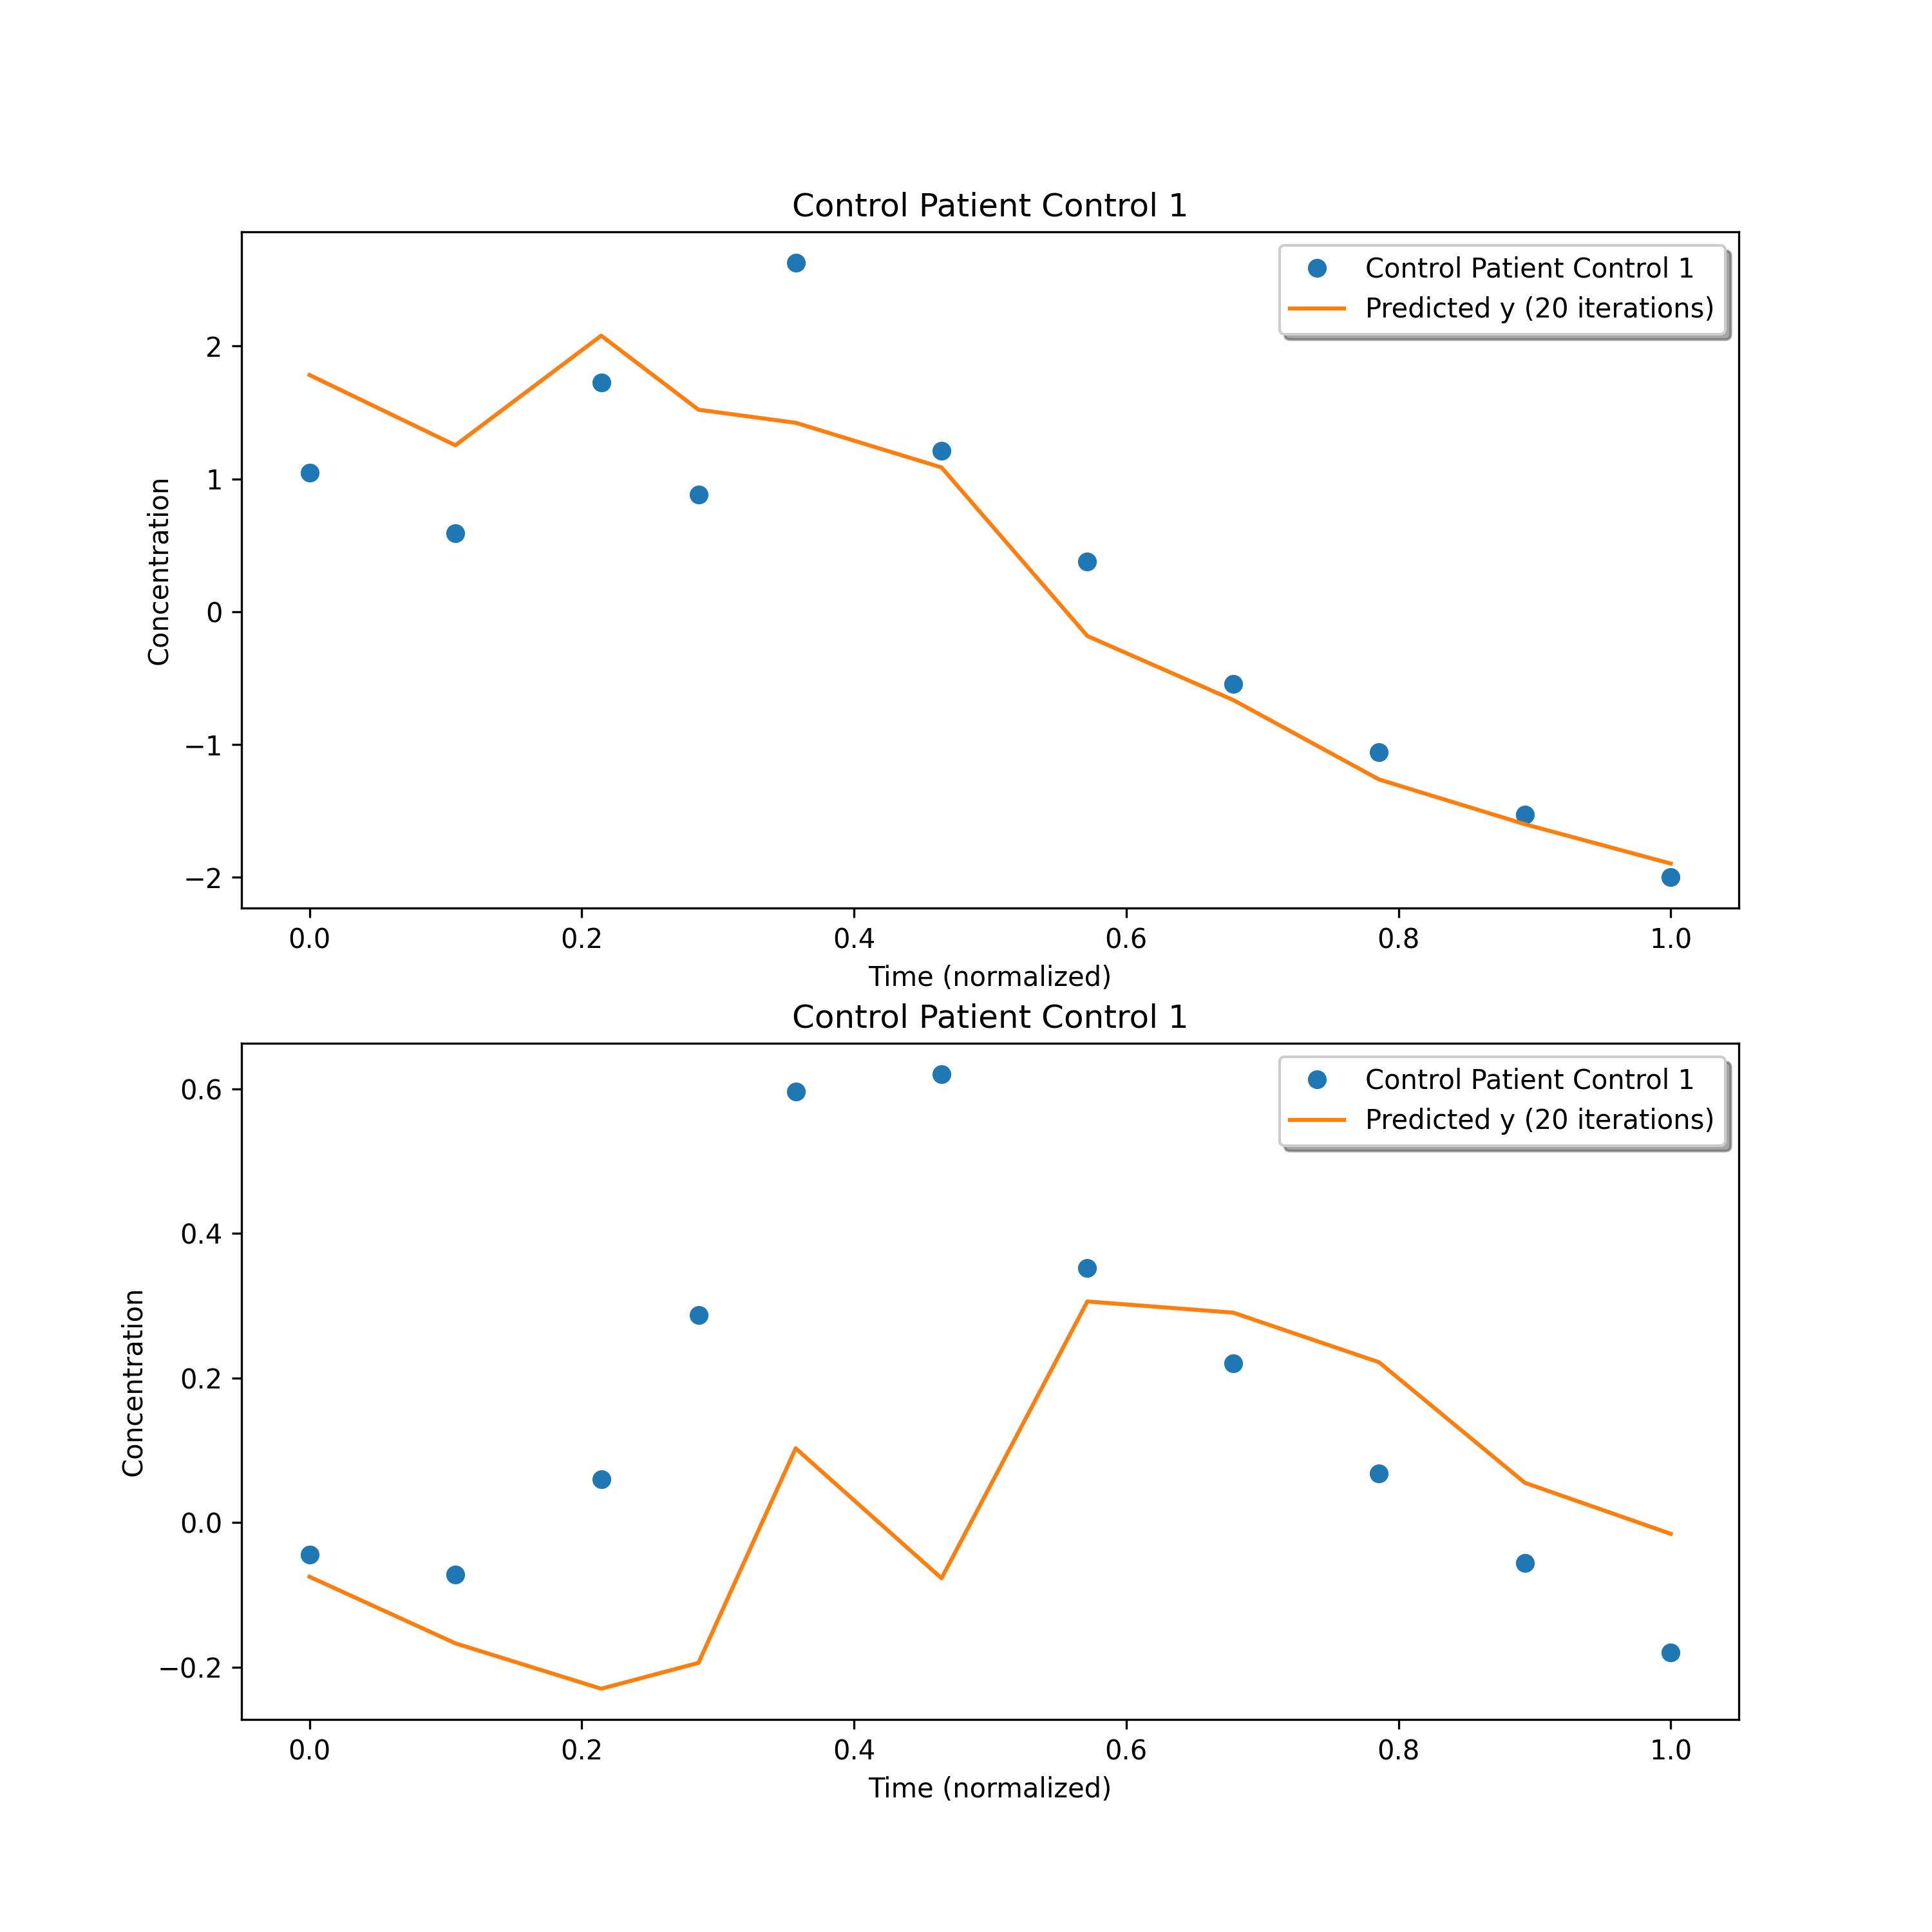 Control Patient Control 1
Control Patient Control 1
Predicted y (20 iterations)
Concentration
2
1
0
−1
−2
0.0 0.2 0.4 0.6 0.8 1.0
Time (normalized)
Control Patient Control 1
Control Patient Control 1
Predicted y (20 iterations)
Concentration
0.6
0.4
0.2
0.0
−0.2
0.0 0.2 0.4 0.6 0.8 1.0
Time (normalized)